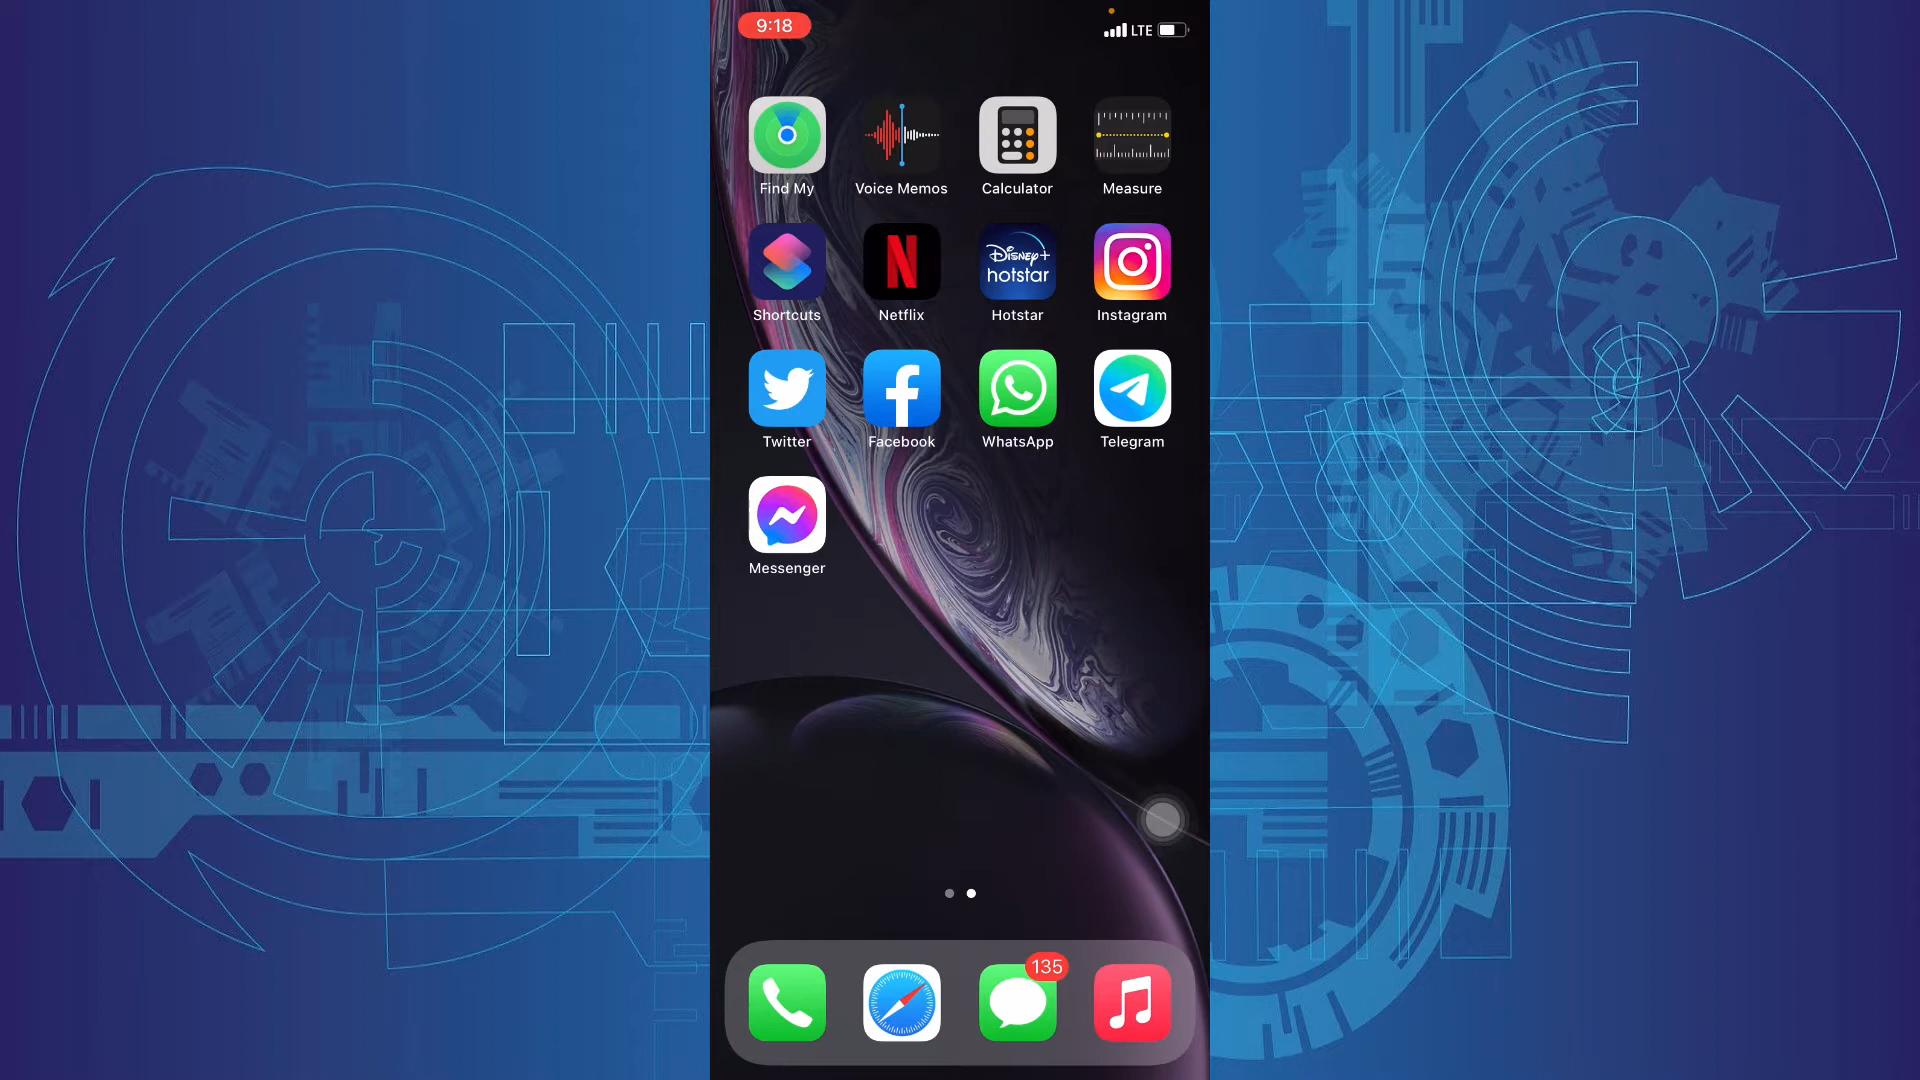 9:18
LTE
Find My
Voice Memos
Calculator
Measure
Disney+
hotstar
Shortcuts
Netflix
Hotstar
Instagram
Twitter
Facebook
WhatsApp
Telegram
Messenger
135